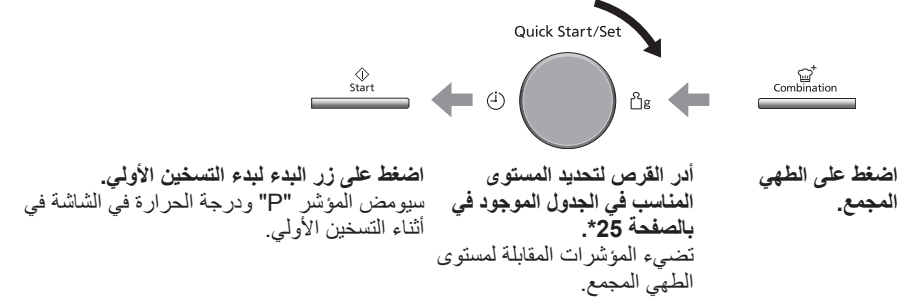 Quick Start/Set
Combination
g
Start
اضغط على الطهي
المجمع.
أدر القرص لتحديد المستوى
المناسب في الجدول الموجود في
بالصفحة 25*.
تضيء المؤشرات المقابلة لمستوى
الطهي المجمع.
اضغط على زر البدء لبدء التسخين الأولي.
سيومض المؤشر "P" ودرجة الحرارة في الشاشة في
أثناء التسخين الأولي.